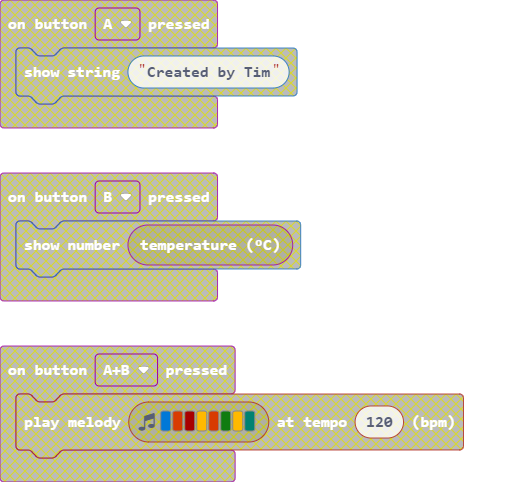 on button A pressed
show string "Created by Tim"
on button B pressed
show number temperature (ºC)
on button A+B pressed
play melody at tempo 120 (bpm)